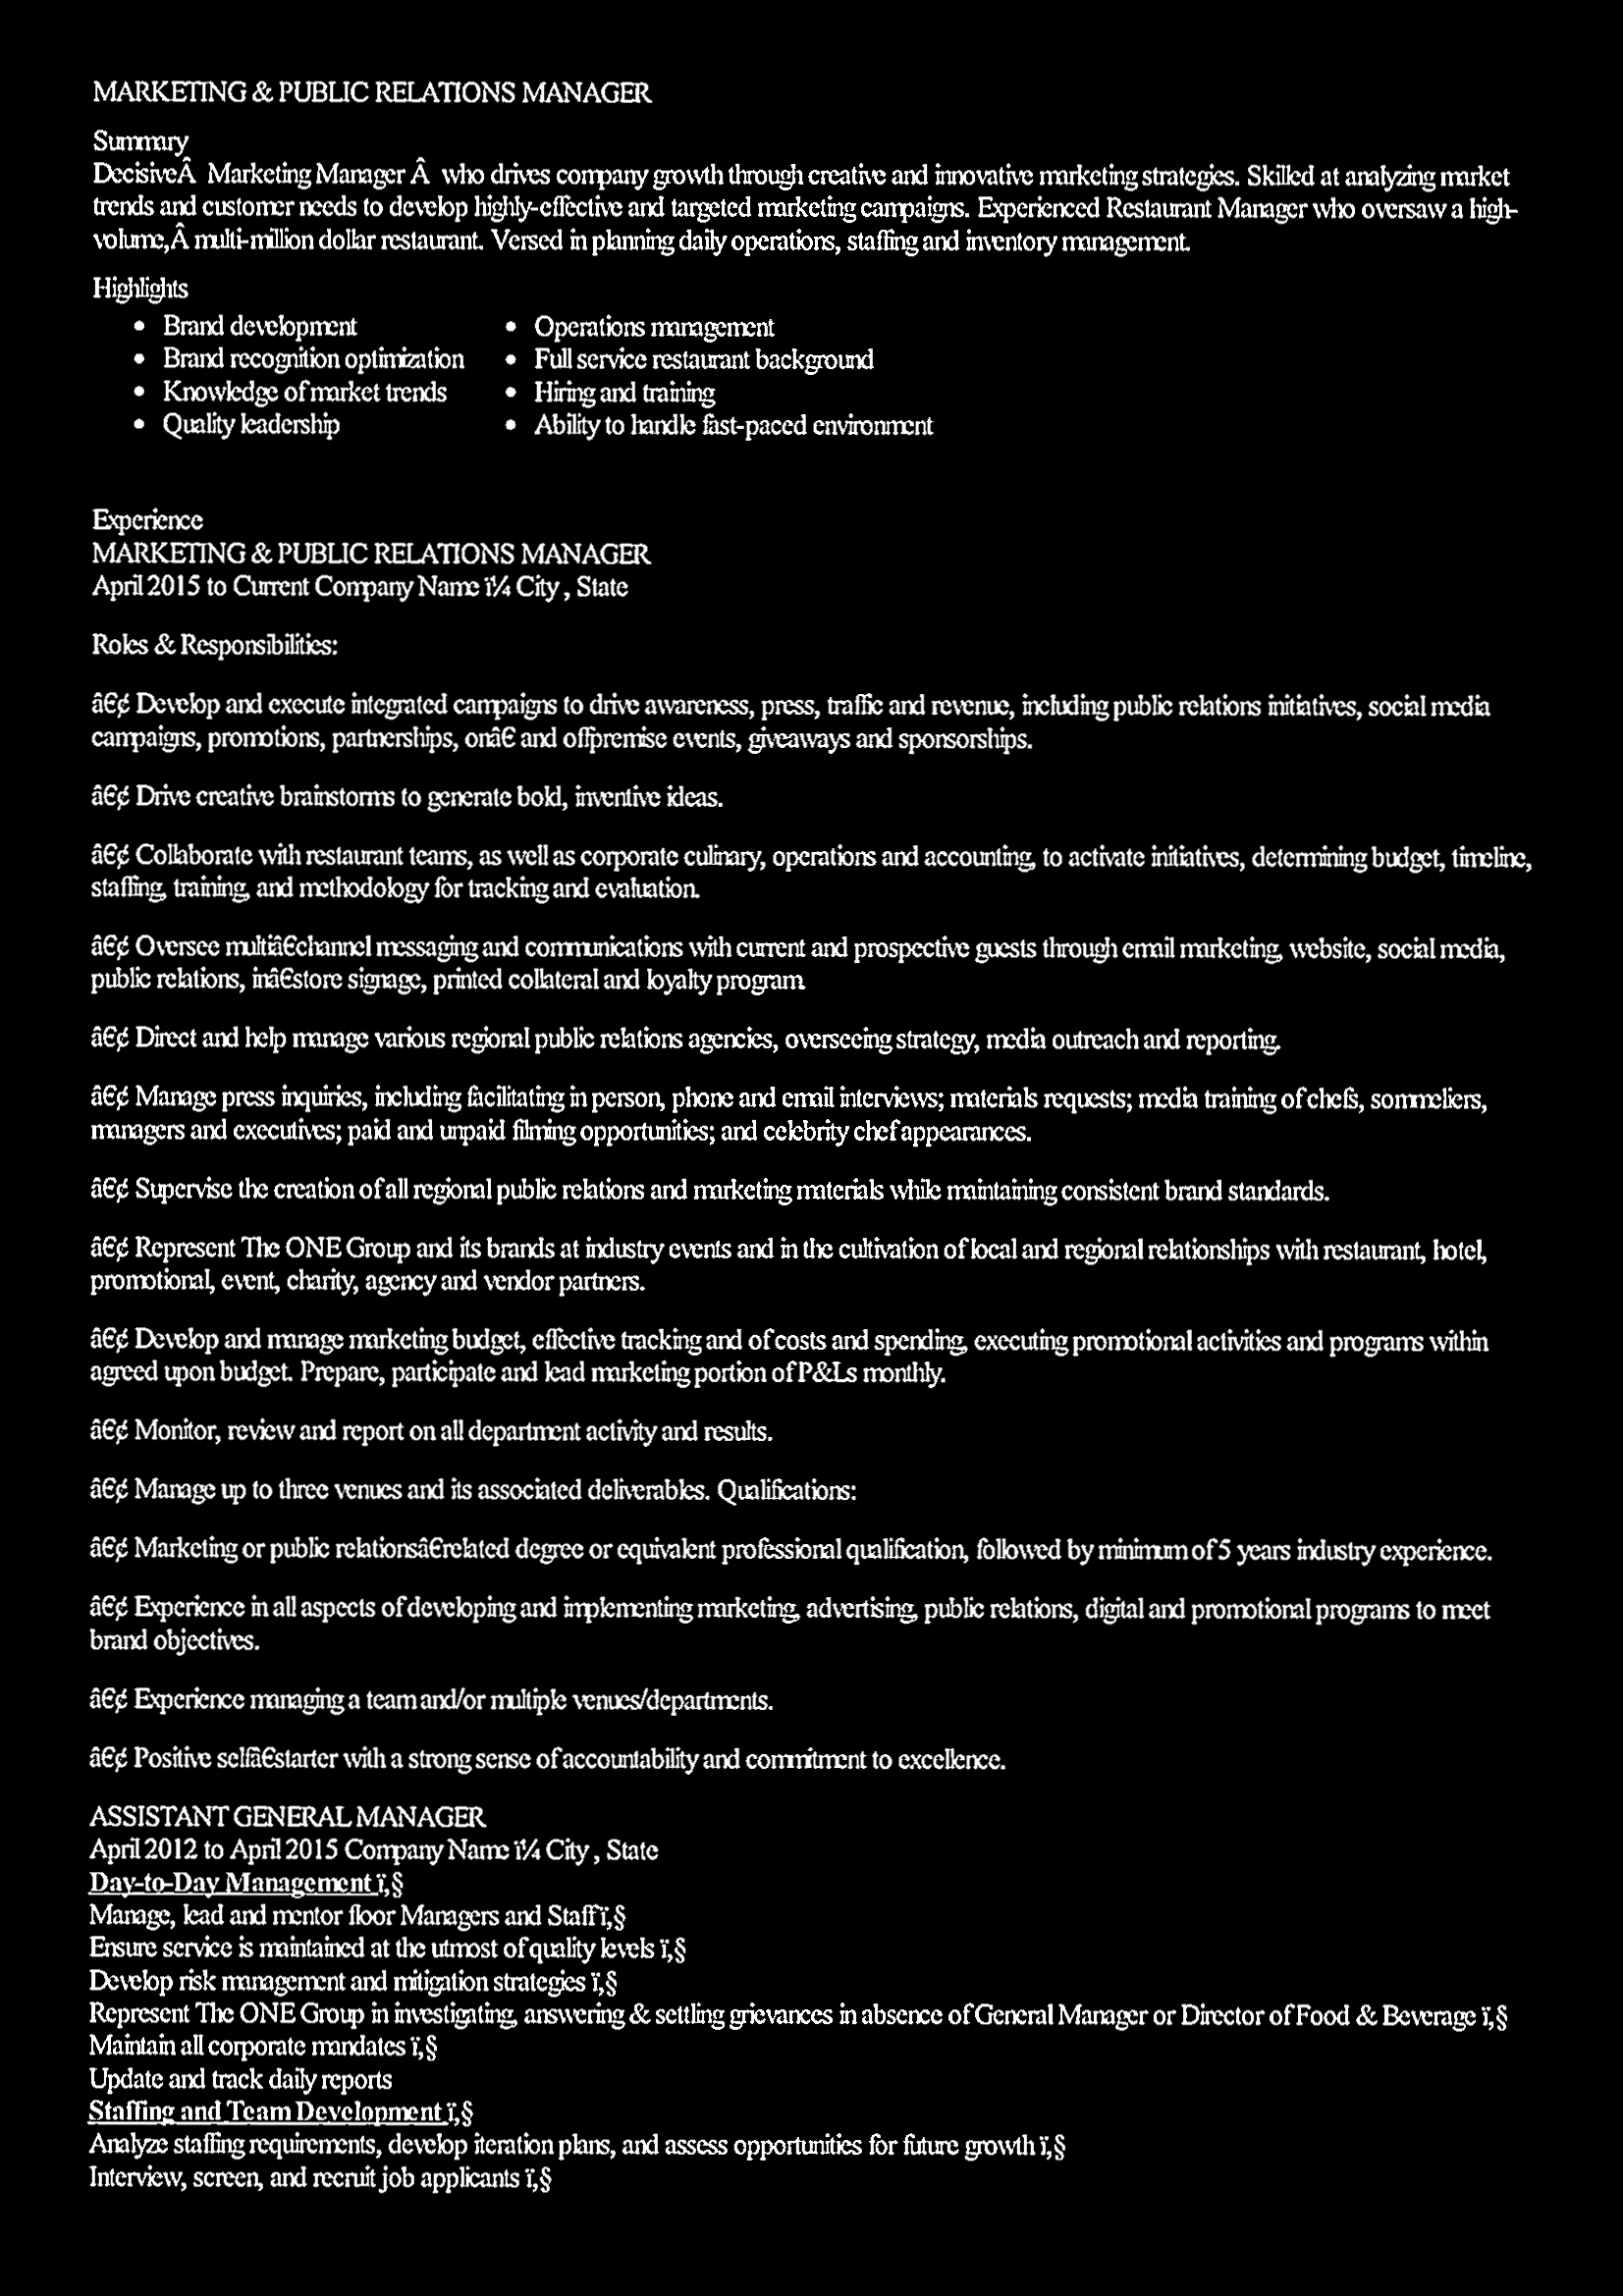 MARKETING & PUBLIC RELATIONS MANAGER
Summary
DecisiveÂ  Marketing Manager Â  who drives company growth through creative and innovative marketing strategies. Skilled at analyzing market
trends and customer needs to develop highly-effective and targeted marketing campaigns. Experienced Restaurant Manager who oversaw a high-
volume,Â multi-million dollar restaurant. Versed in planning daily operations, staffing and inventory management.
Highlights
• Brand development
• Brand recognition optimization
• Knowledge of market trends
• Quality leadership
• Operations management
• Full service restaurant background
• Hiring and training
• Ability to handle fast-paced environment
Experience
MARKETING & PUBLIC RELATIONS MANAGER
April 2015 to Current Company Name ï¼ City , State
Roles & Responsibilities:
â€¢ Develop and execute integrated campaigns to drive awareness, press, traffic and revenue, including public relations initiatives, social media
campaigns, promotions, partnerships, onâ€ and offpremise events, giveaways and sponsorships.
â€¢ Drive creative brainstorms to generate bold, inventive ideas.
â€¢ Collaborate with restaurant teams, as well as corporate culinary, operations and accounting, to activate initiatives, determining budget, timeline,
staffing, training, and methodology for tracking and evaluation.
â€¢ Oversee multiâ€channel messaging and communications with current and prospective guests through email marketing, website, social media,
public relations, inâ€store signage, printed collateral and loyalty program.
â€¢ Direct and help manage various regional public relations agencies, overseeing strategy, media outreach and reporting.
â€¢ Manage press inquiries, including facilitating in person, phone and email interviews; materials requests; media training of chefs, sommeliers,
managers and executives; paid and unpaid filming opportunities; and celebrity chef appearances.
â€¢ Supervise the creation of all regional public relations and marketing materials while maintaining consistent brand standards.
â€¢ Represent The ONE Group and its brands at industry events and in the cultivation of local and regional relationships with restaurant, hotel,
promotional, event, charity, agency and vendor partners.
â€¢ Develop and manage marketing budget, effective tracking and of costs and spending, executing promotional activities and programs within
agreed upon budget. Prepare, participate and lead marketing portion of P&Ls monthly.
â€¢ Monitor, review and report on all department activity and results.
â€¢ Manage up to three venues and its associated deliverables. Qualifications:
â€¢ Marketing or public relationsâ€related degree or equivalent professional qualification, followed by minimum of 5 years industry experience.
â€¢ Experience in all aspects of developing and implementing marketing, advertising, public relations, digital and promotional programs to meet
brand objectives.
â€¢ Experience managing a team and/or multiple venues/departments.
â€¢ Positive selfâ€starter with a strong sense of accountability and commitment to excellence.
ASSISTANT GENERAL MANAGER
April 2012 to April 2015 Company Name ï¼ City , State
Day-to-Day Management ï‚§
Manage, lead and mentor floor Managers and Staff ï‚§
Ensure service is maintained at the utmost of quality levels ï‚§
Develop risk management and mitigation strategies ï‚§
Represent The ONE Group in investigating, answering & settling grievances in absence of General Manager or Director of Food & Beverage ï‚§
Maintain all corporate mandates ï‚§
Update and track daily reports
Staffing and Team Development ï‚§
Analyze staffing requirements, develop iteration plans, and assess opportunities for future growth ï‚§
Interview, screen, and recruit job applicants ï‚§